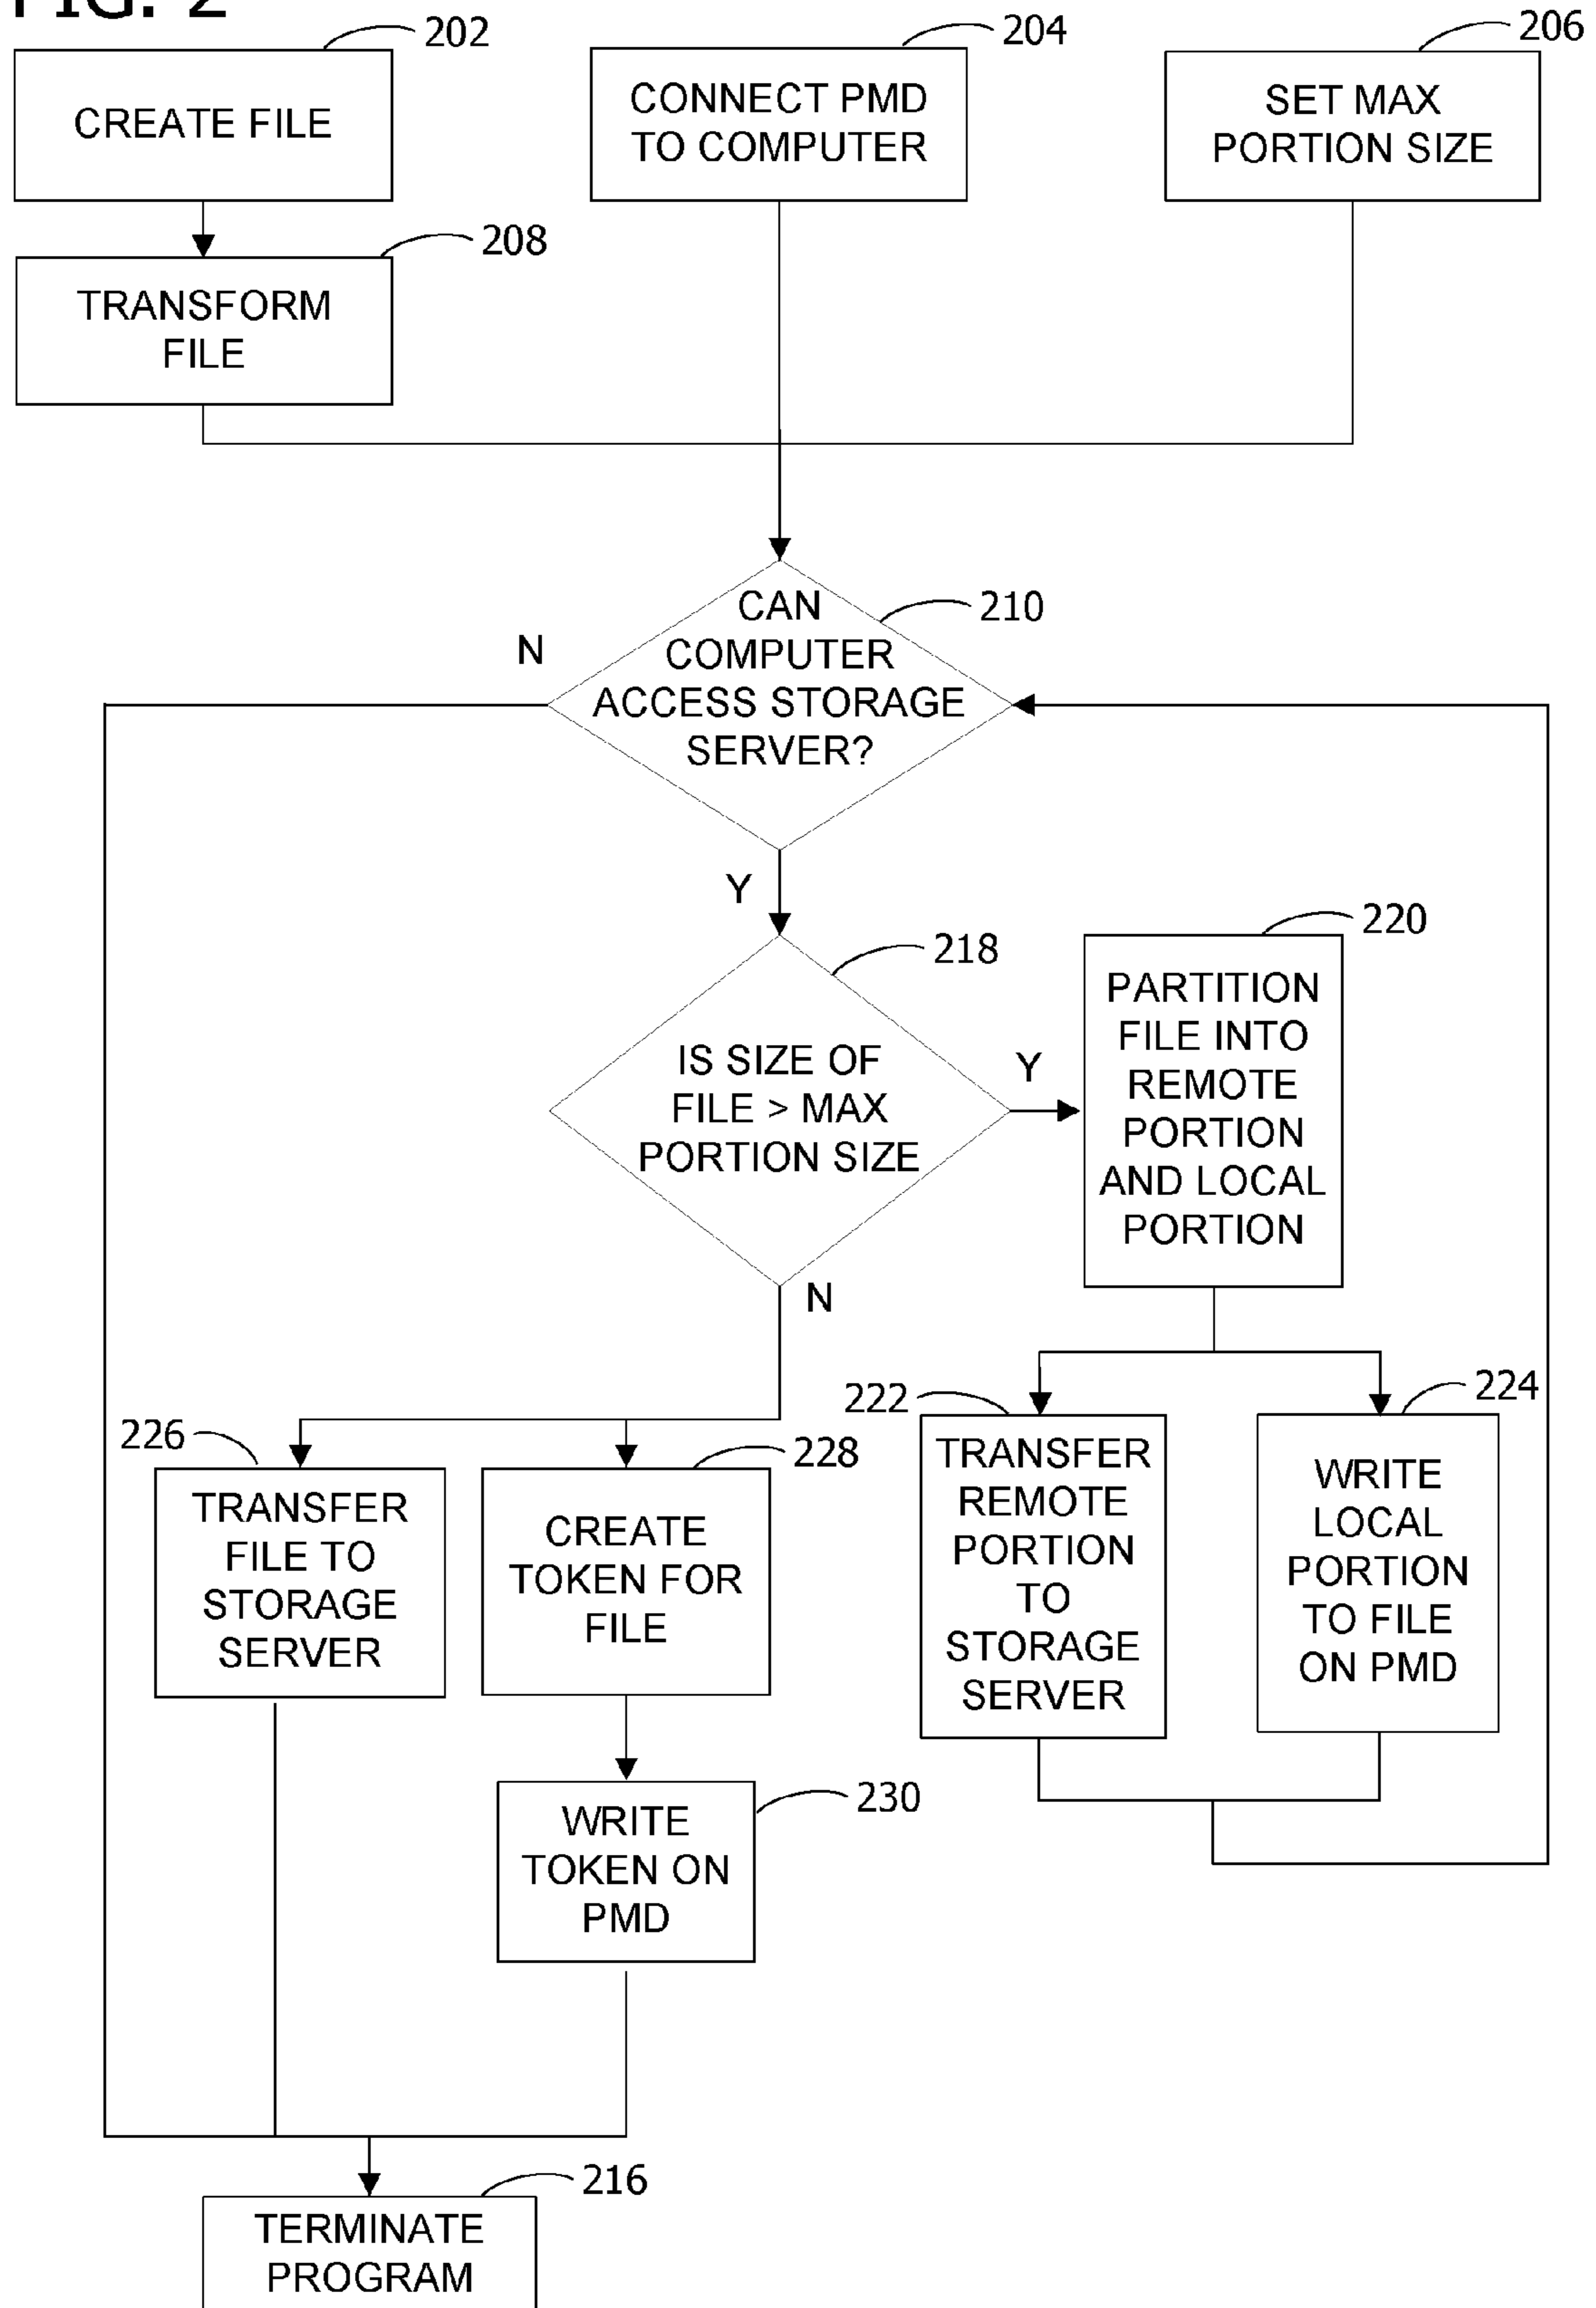 FIG. 2
202
204
206
CREATE FILE
CONNECT PMD
TO COMPUTER
SET MAX
PORTION SIZE
208
TRANSFORM
FILE
210
CAN
COMPUTER
ACCESS STORAGE
SERVER?
N
Y
218
IS SIZE OF
FILE > MAX
PORTION SIZE
Y
N
220
PARTITION
FILE INTO
REMOTE
PORTION
AND LOCAL
PORTION
222
TRANSFER
REMOTE
PORTION
TO
STORAGE
SERVER
224
WRITE
LOCAL
PORTION
TO FILE
ON PMD
226
TRANSFER
FILE TO
STORAGE
SERVER
228
CREATE
TOKEN FOR
FILE
230
WRITE
TOKEN ON
PMD
216
TERMINATE
PROGRAM